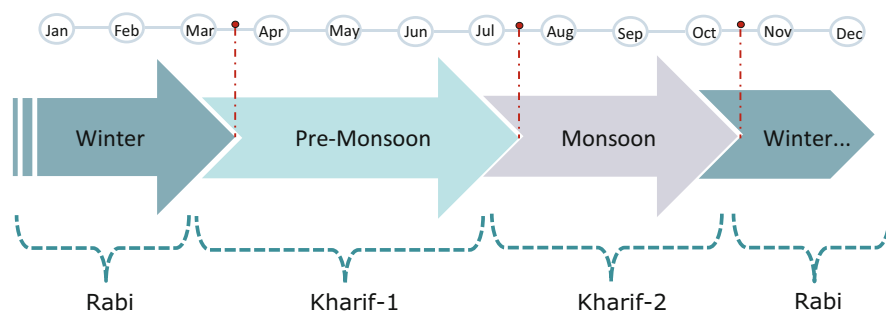 Jan Feb Mar Apr May Jun Jul Aug Sep Oct Nov Dec
Winter Pre-Monsoon Monsoon Winter...
Rabi Kharif-1 Kharif-2 Rabi